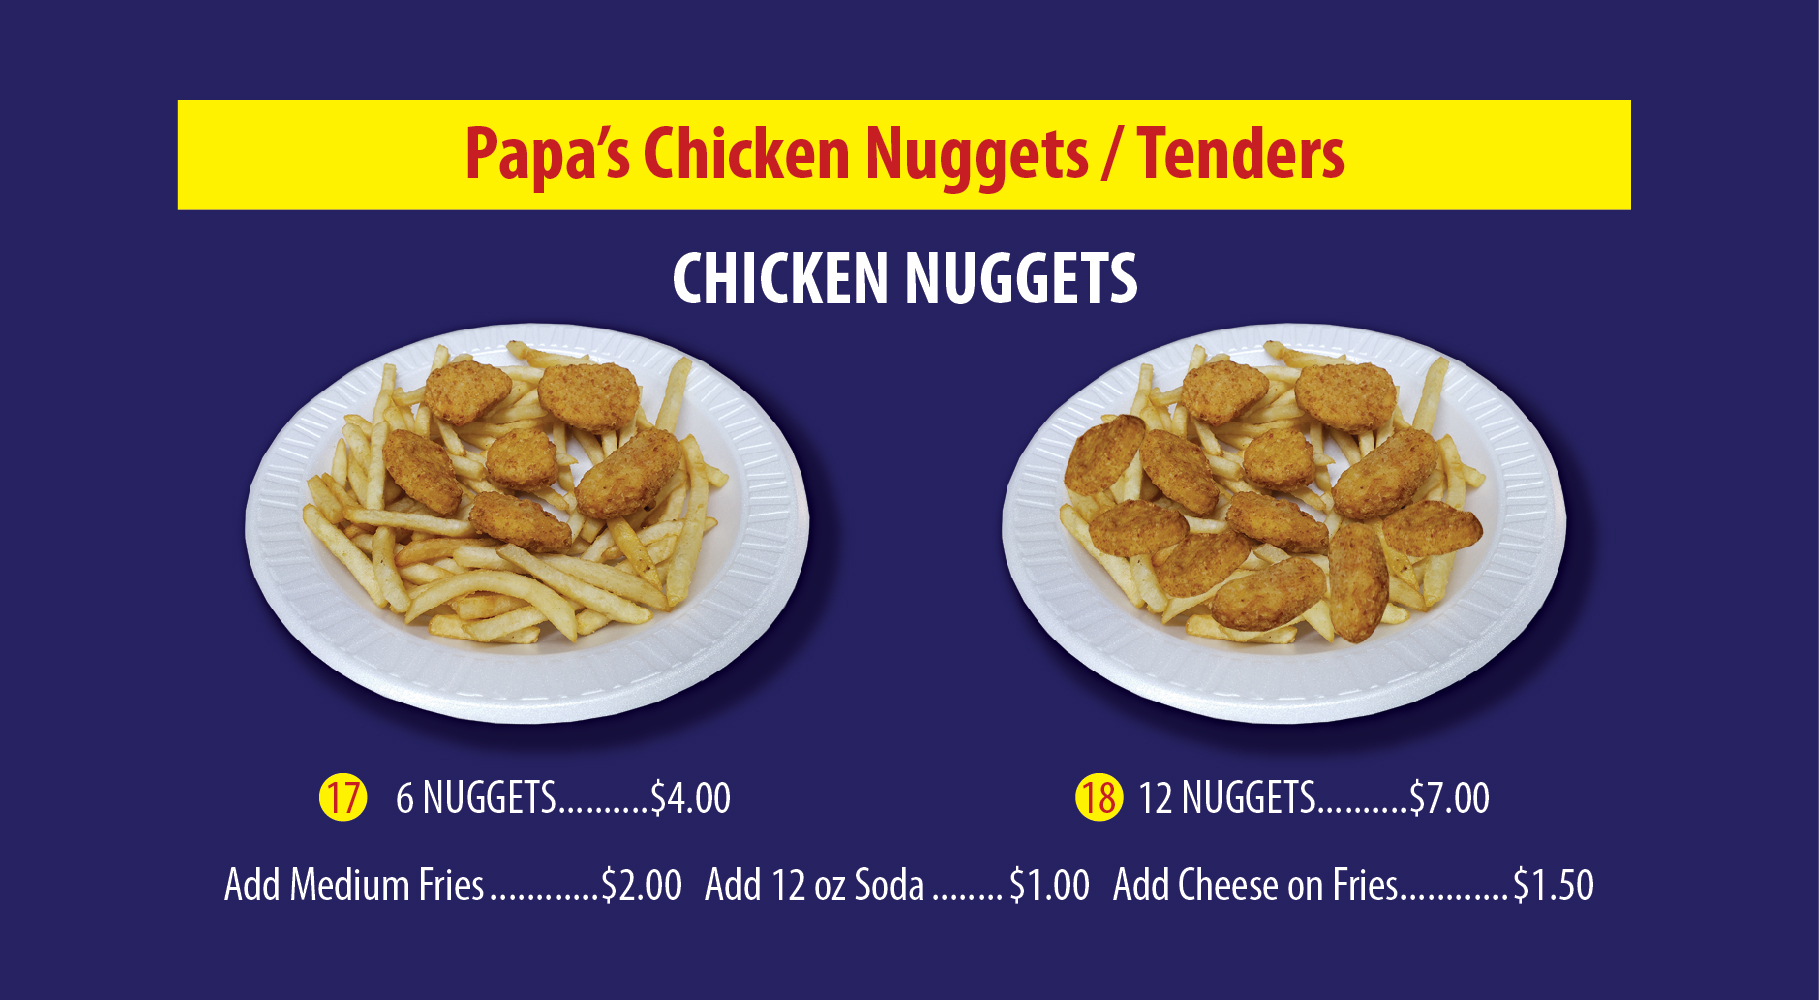 Papa’s Chicken Nuggets / Tenders
CHICKEN NUGGETS
17 6 NUGGETS..........$4.00
18 12 NUGGETS..........$7.00
Add Medium Fries ............$2.00 Add 12 oz Soda ........ $1.00 Add Cheese on Fries............ $1.50